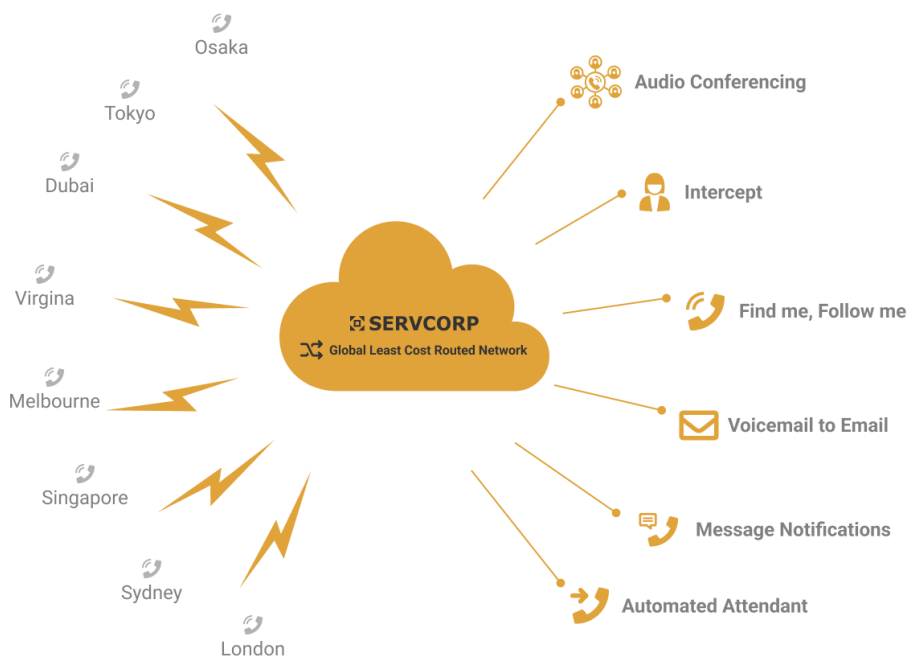 Osaka
Tokyo
Dubai
Virgina
Melbourne
Singapore
Sydney
London
SERVCORP
Global Least Cost Routed Network
Audio Conferencing
Intercept
Find me, Follow me
Voicemail to Email
Message Notifications
Automated Attendant